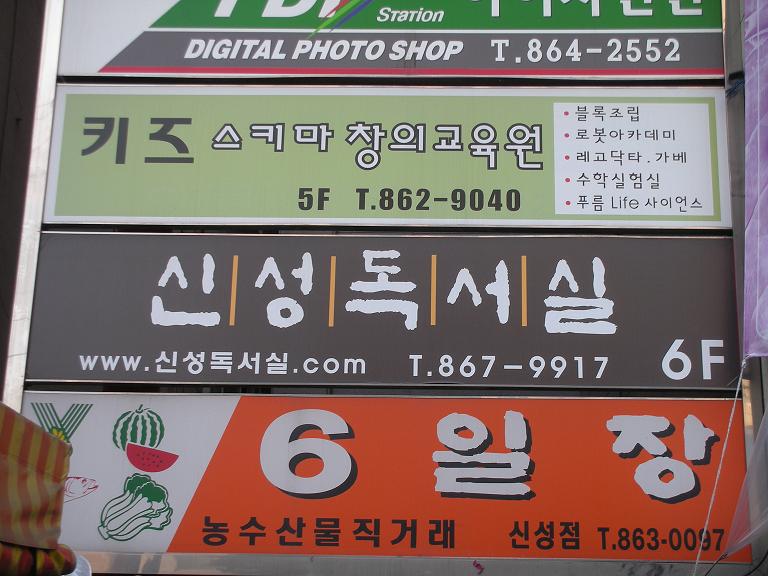 STATION
DIGITAL PHOTO SHOP T.864-2552
키즈 스키마 창의교육원
5F T.862-9040
• 블록조립
• 로봇아카데미
• 레고닥타.가베
• 수학실험실
• 푸름 Life 사이언스
신|성|독|서|실
www.신성독서실.com T.867-9917 6F
6일장
농수산물직거래 신성점 T.863-0097